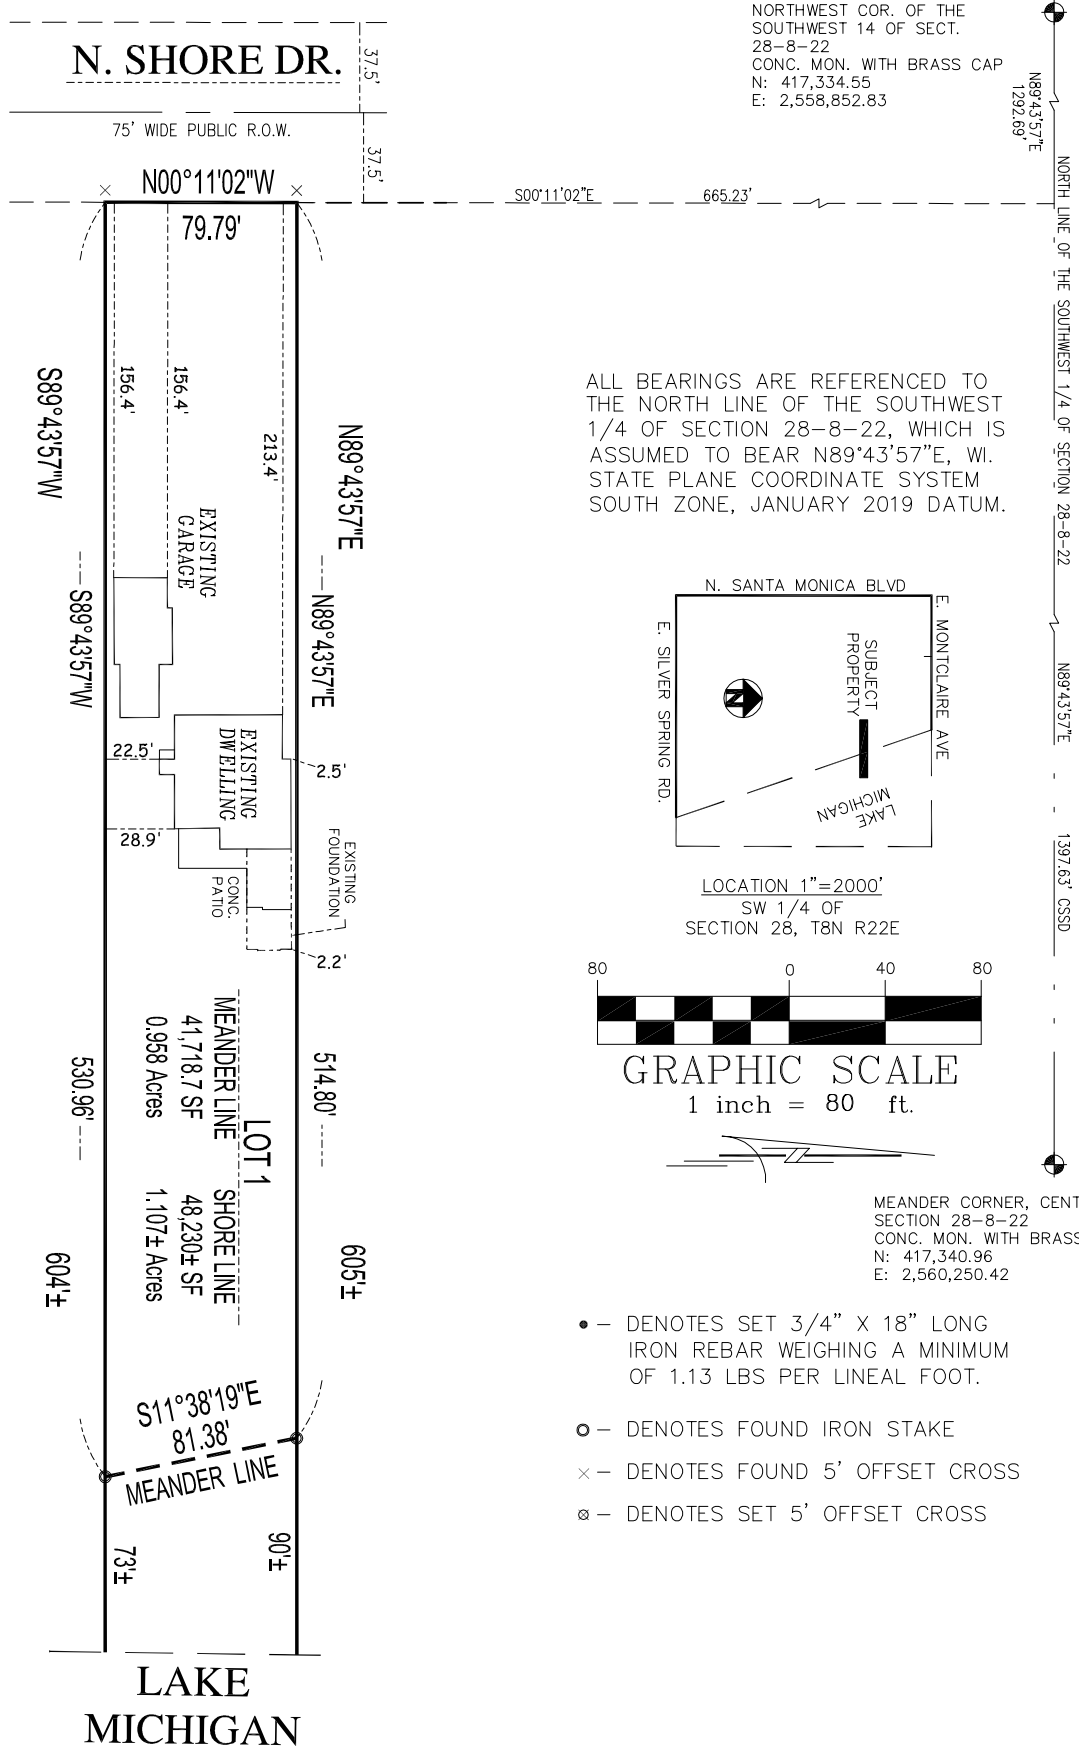 NORTHWEST COR. OF THE
SOUTHWEST 14 OF SECT.
28-8-22
CONC. MON. WITH BRASS CAP
N: 417,334.55
E: 2,558,852.83
N. SHORE DR.
37.5'
75' WIDE PUBLIC R.O.W.
37.5'
N89°43'57"E
1292.69'
N00°11'02"W
79.79'
S00°11'02"E
665.23'
NORTH LINE OF THE SOUTHWEST 1/4 OF SECTION 28-8-22
S89°43'57"W
156.4'
156.4'
213.4'
N89°43'57"E
ALL BEARINGS ARE REFERENCED TO
THE NORTH LINE OF THE SOUTHWEST
1/4 OF SECTION 28-8-22, WHICH IS
ASSUMED TO BEAR N89°43'57"E, WI.
STATE PLANE COORDINATE SYSTEM
SOUTH ZONE, JANUARY 2019 DATUM.
EXISTING
GARAGE
S89°43'57"W
N89°43'57"E
N. SANTA MONICA BLVD
E. SILVER SPRING RD.
SUBJECT
PROPERTY
E. MONTCLAIRE AVE
N
LAKE
MICHIGAN
N89°43'57"E
1397.63' CSSD
EXISTING
DWELLING
22.5'
2.5'
28.9'
EXISTING
FOUNDATION
CONC.
PATIO
2.2'
LOCATION 1"=2000'
SW 1/4 OF
SECTION 28, T8N R22E
80 0 40 80
GRAPHIC SCALE
1 inch = 80 ft.
530.96'
MEANDER LINE
41,718.7 SF
0.958 Acres
514.80'
LOT 1
SHORE LINE
48,230± SF
1.107± Acres
604'±
605'±
N
MEANDER CORNER, CENT
SECTION 28-8-22
CONC. MON. WITH BRASS
N: 417,340.96
E: 2,560,250.42
- DENOTES SET 3/4" X 18" LONG
IRON REBAR WEIGHING A MINIMUM
OF 1.13 LBS PER LINEAL FOOT.
- DENOTES FOUND IRON STAKE
- DENOTES FOUND 5' OFFSET CROSS
- DENOTES SET 5' OFFSET CROSS
S11°38'19"E
81.38'
MEANDER LINE
73'±
90'±
LAKE
MICHIGAN